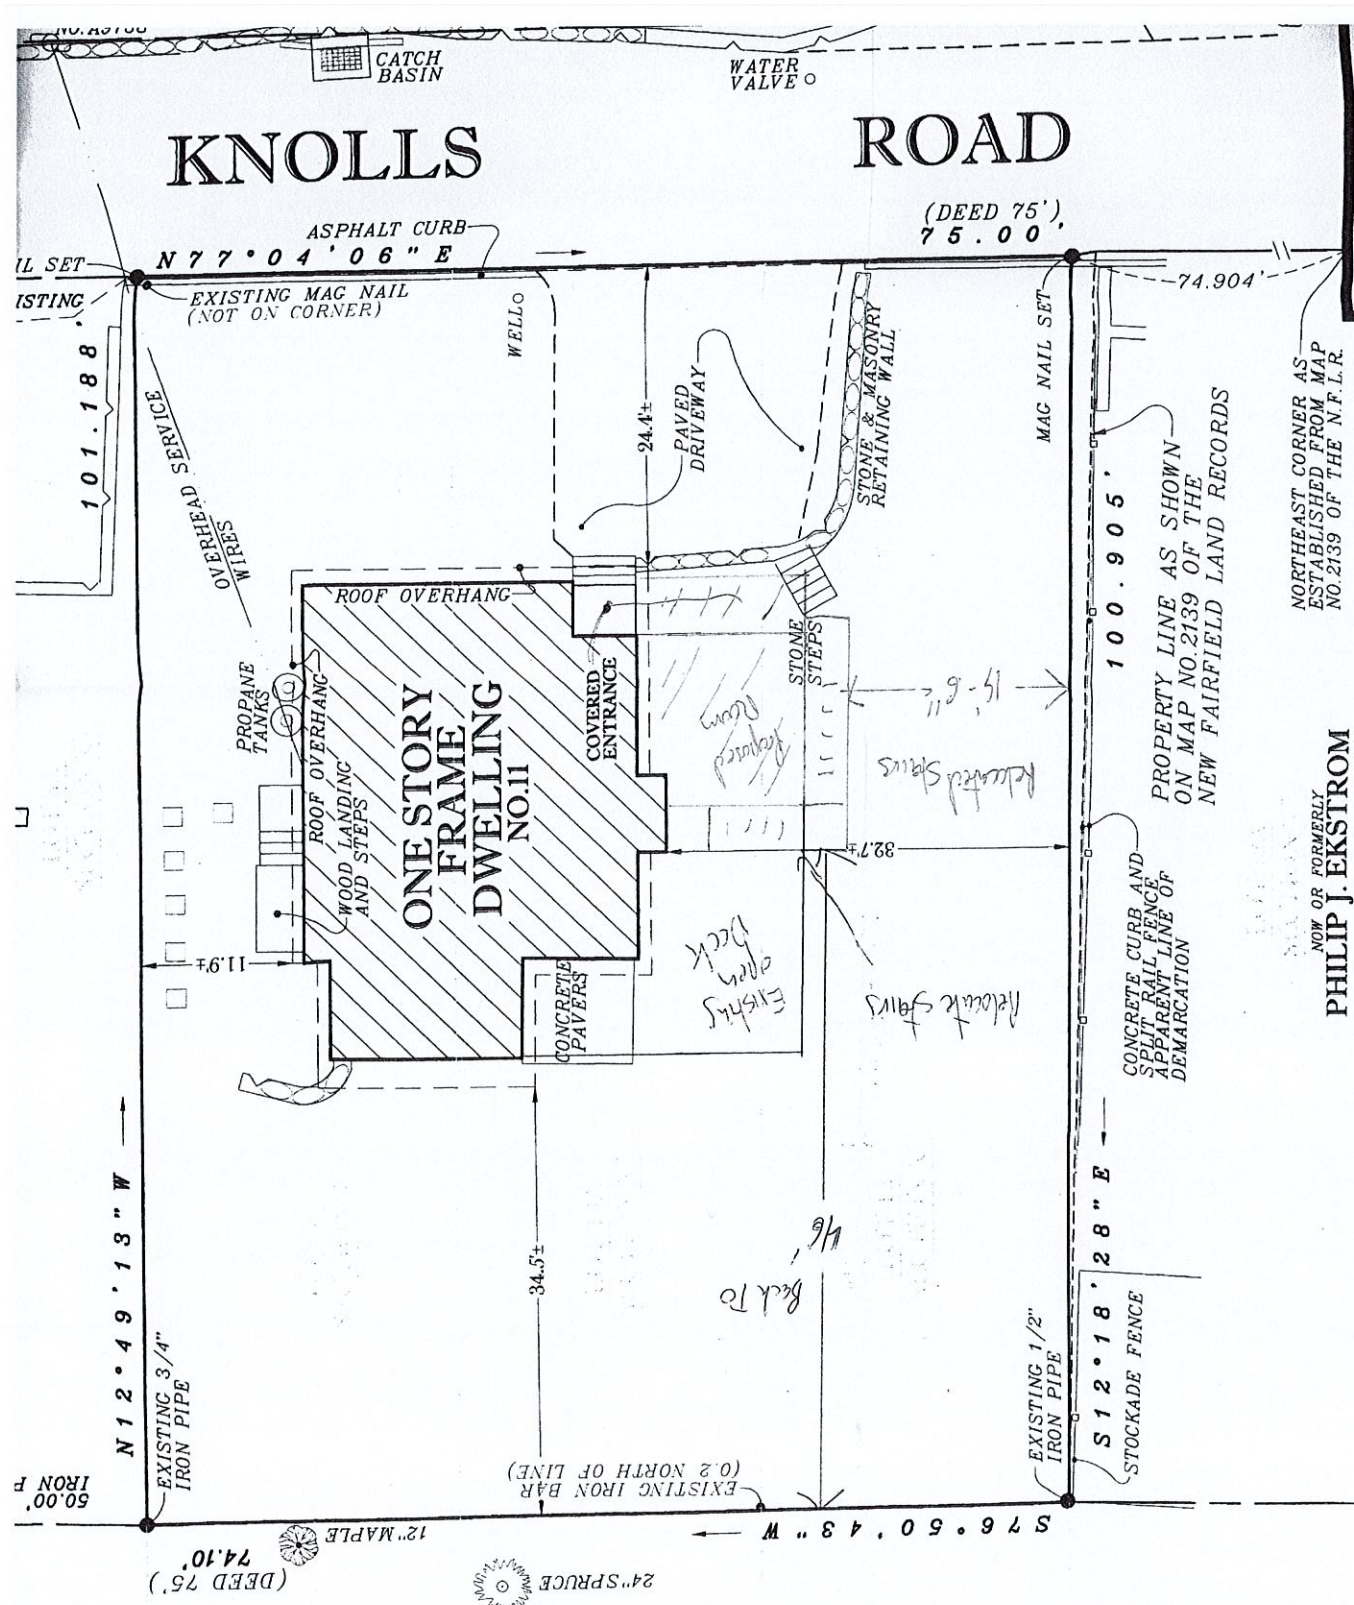 NO. A9788
CATCH
BASIN
WATER
VALVE
KNOLLS ROAD
(DEED 75')
75.00'
ASPHALT CURB
N 77° 04' 06" E
IL SET
ISTING
EXISTING MAG NAIL
(NOT ON CORNER)
74.904'
WELL
24.4'±
PAVED
DRIVEWAY
STONE & MASONRY
RETAINING WALL
MAG NAIL SET
101.188'
OVERHEAD SERVICE
WIRES
100.905'
PROPERTY LINE AS SHOWN
ON MAP NO.2139 OF THE
NEW FAIRFIELD LAND RECORDS
NORTHEAST CORNER AS
ESTABLISHED FROM MAP
NO.2139 OF THE N.F.L.R.
ROOF OVERHANG
COVERED
ENTRANCE
STONE
STEPS
PROPANE
TANKS
ROOF OVERHANG
WOOD LANDING
AND STEPS
ONE STORY
FRAME
DWELLING
NO.11
Proposed
Room
Relocated Stairs
32.7'±
11.9'±
CONCRETE
PAVERS
Existing
open
Deck
Relocate Stairs
CONCRETE CURB AND
SPLIT RAIL FENCE
APPARENT LINE OF
DEMARCATION
NOW OR FORMERLY
PHILIP J. EKSTROM
N 12° 49' 13" W
34.5'±
46'
S 12° 18' 28" E
EXISTING 3/4"
IRON PIPE
EXISTING 1/2"
IRON PIPE
STOCKADE FENCE
50.00'
IRON P
EXISTING IRON BAR
(0.2 NORTH OF LINE)
S 76° 50' 43" W
12" MAPLE
74.10'
(DEED 75')
24" SPRUCE